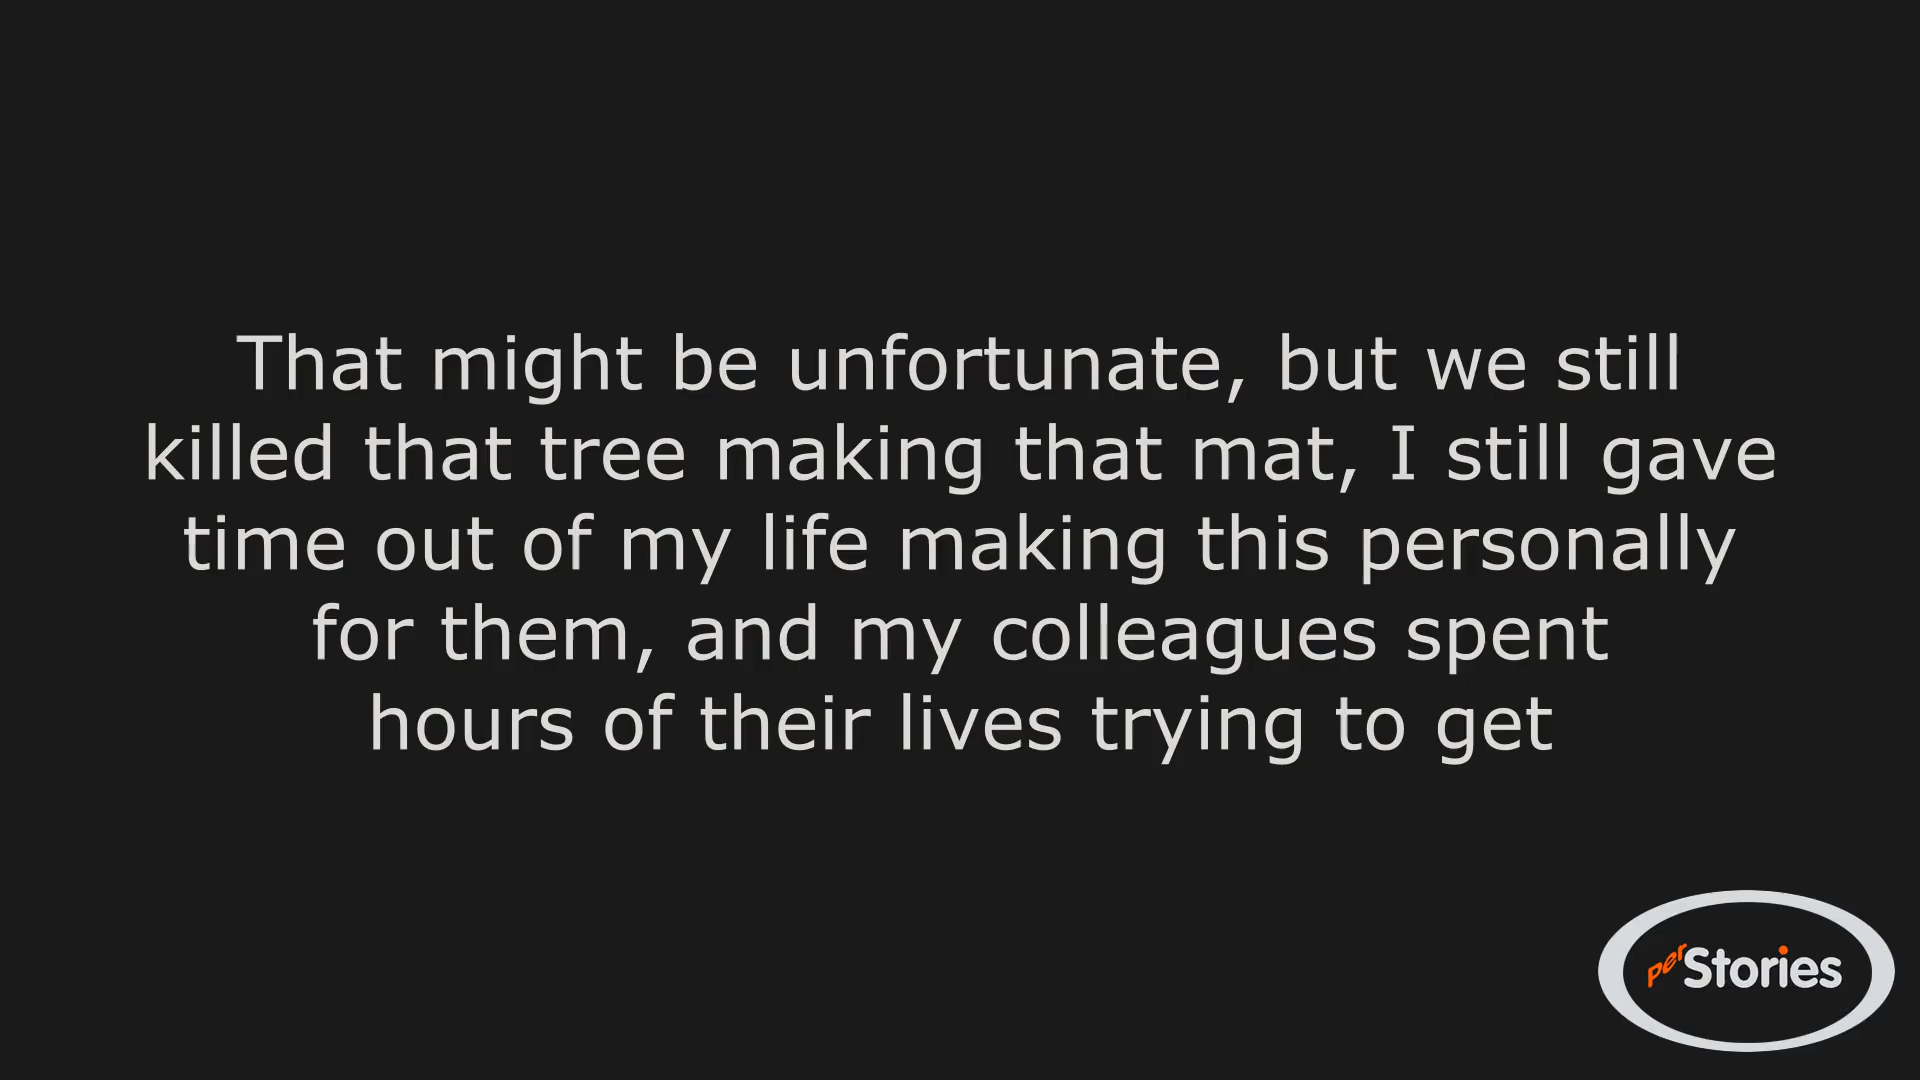 That might be unfortunate, but we still
killed that tree making that mat, I still gave
time out of my life making this personally
for them, and my colleagues spent
hours of their lives trying to get
perStories